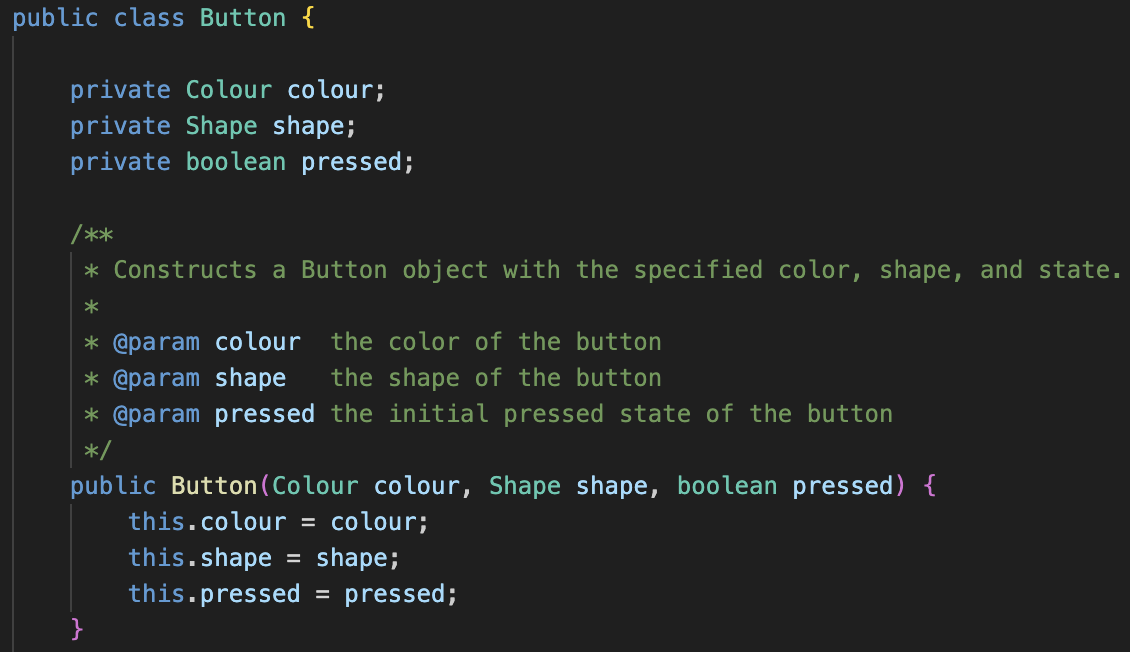 public class Button {
    private Colour colour;
    private Shape shape;
    private boolean pressed;
    /**
     * Constructs a Button object with the specified color, shape, and state.
     *
     * @param colour  the color of the button
     * @param shape   the shape of the button
     * @param pressed the initial pressed state of the button
     */
    public Button(Colour colour, Shape shape, boolean pressed) {
        this.colour = colour;
        this.shape = shape;
        this.pressed = pressed;
    }